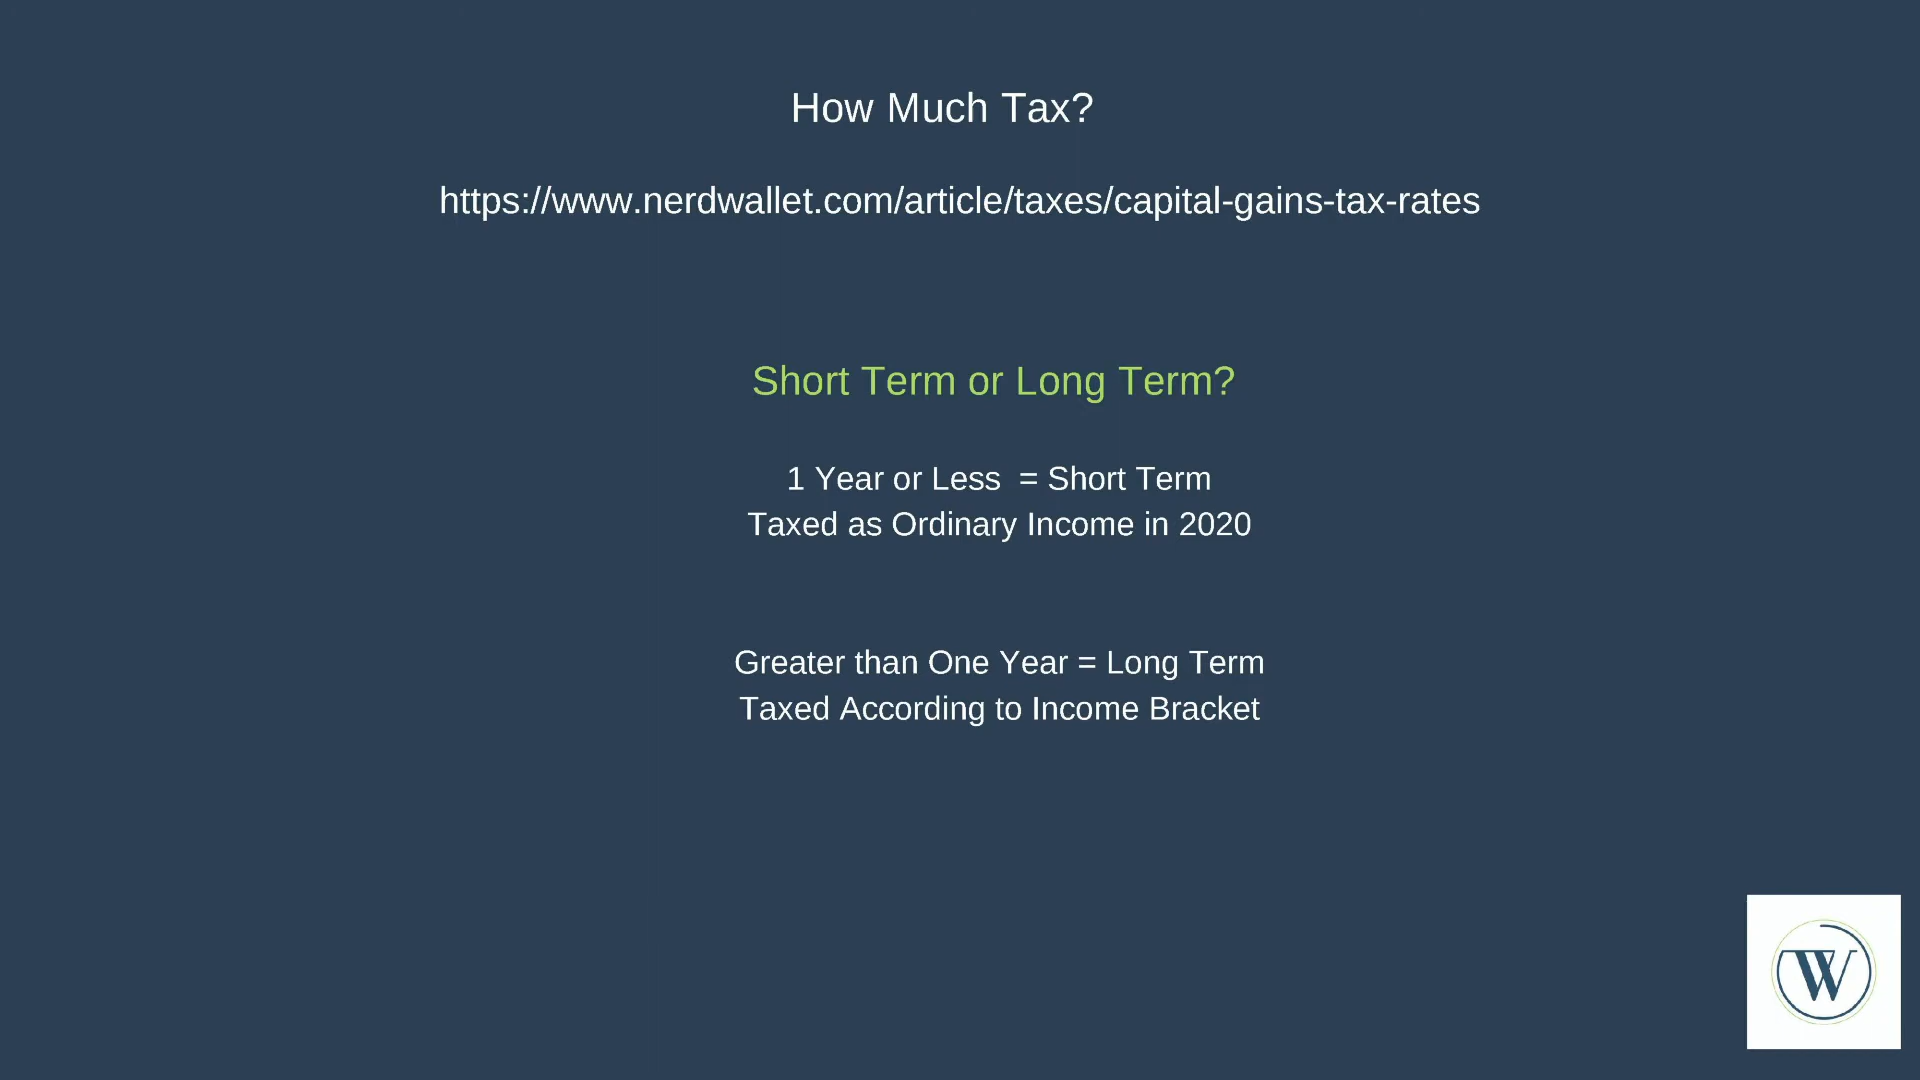 How Much Tax?
https://www.nerdwallet.com/article/taxes/capital-gains-tax-rates
Short Term or Long Term?
1 Year or Less  = Short Term
Taxed as Ordinary Income in 2020
Greater than One Year = Long Term
Taxed According to Income Bracket
W